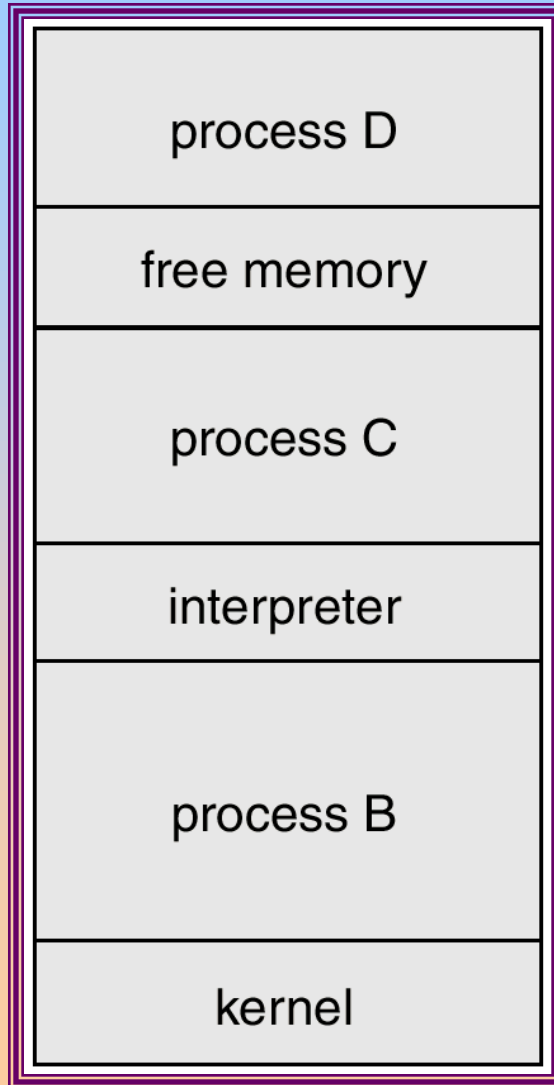 process D
free memory
process C
interpreter
process B
kernel